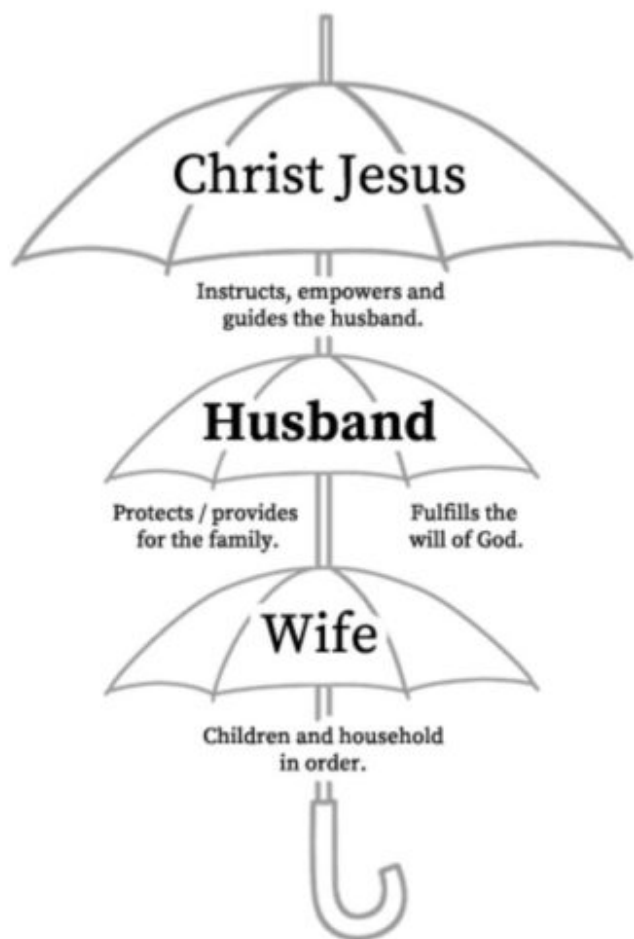 Christ Jesus
Instructs, empowers and
guides the husband.
Husband
Protects / provides
for the family.
Fulfills the
will of God.
Wife
Children and household
in order.